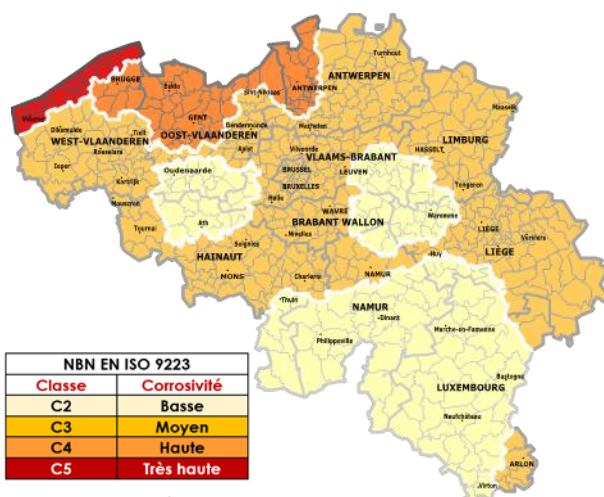 Turnhout
BRÜGGE
ANTWERPEN
Eeklo
Sint-Niklaas
ANTWERPEN
Maaseik
Veurne
GENT
Diksmuide
Tielt
OOST-VLAANDEREN
Dendermonde
Mechelen
WEST-VLAANDEREN
LIMBURG
Roeselare
Aalst
Vilvoorde
HASSELT
VLAAMS-BRABANT
Ieper
Oudenaarde
BRUSSEL
LEUVEN
Kortrijk
BRUXELLES
Tongeren
Mouscron
Halle
WAVRE
Waremme
Ath
BRABANT WALLON
LIÈGE
Tournai
Nivelles
Verviers
Soignies
Huy
LIÈGE
HAINAUT
NAMUR
MONS
Charleroi
Thuin
NAMUR
Dinant
Philippeville
Marche-en-Famenne
Bastogne
LUXEMBOURG
Neufchâteau
ARLON
Virton
NBN EN ISO 9223
Classe Corrosivité
C2 Basse
C3 Moyen
C4 Haute
C5 Très haute